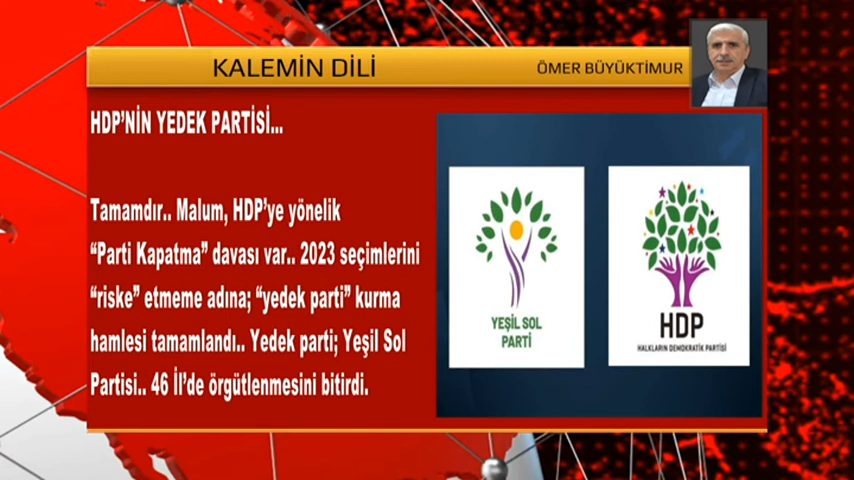 KALEMİN DİLİ
ÖMER BÜYÜKTİMUR
HDP’NİN YEDEK PARTİSİ...
Tamamdır.. Malum, HDP’ye yönelik
“Parti Kapatma” davası var.. 2023 seçimlerini
“riske” etmeme adına; “yedek parti” kurma
hamlesi tamamlandı.. Yedek parti; Yeşil Sol
Partisi.. 46 İl’de örgütlenmesini bitirdi.
YEŞİL SOL
PARTİ
HDP
HALKLARIN DEMOKRATİK PARTİSİ